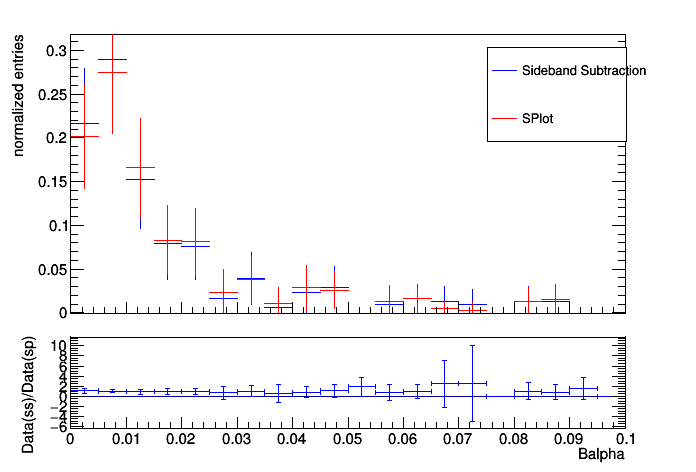 normalized entries
0.3
0.25
0.2
0.15
0.1
0.05
0
Sideband Subtraction
SPlot
Data(ss)/Data(sp)
10
8
6
4
2
0
−2
−4
−6
0 0.01 0.02 0.03 0.04 0.05 0.06 0.07 0.08 0.09 0.1
Balpha